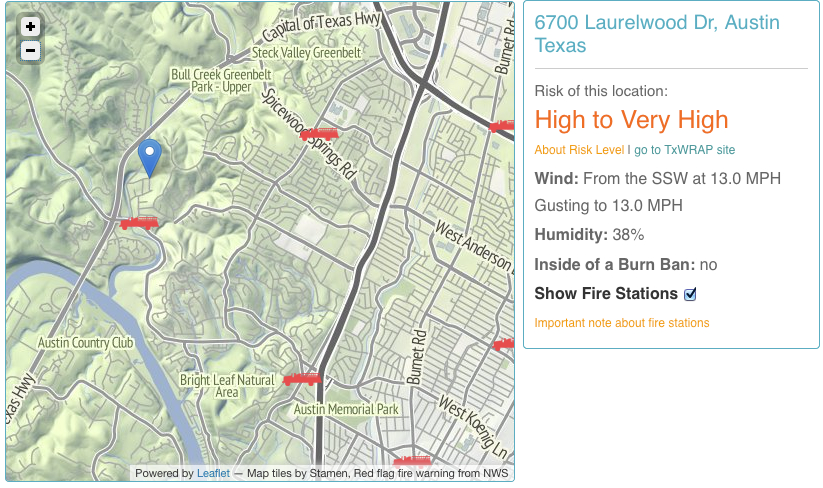 +
−
Capital of Texas Hwy
Steck Valley Greenbelt
Burnet Rd
Bull Creek Greenbelt
Park - Upper
Spicewood Springs Rd
West Anderson
Austin Country Club
Burnet Rd
Bright Leaf Natural
Area
exas Hwy
Austin Memorial Park
West Koenig Ln
Powered by Leaflet — Map tiles by Stamen, Red flag fire warning from NWS
6700 Laurelwood Dr, Austin
Texas
Risk of this location:
High to Very High
About Risk Level I go to TxWRAP site
Wind: From the SSW at 13.0 MPH
Gusting to 13.0 MPH
Humidity: 38%
Inside of a Burn Ban: no
Show Fire Stations
Important note about fire stations